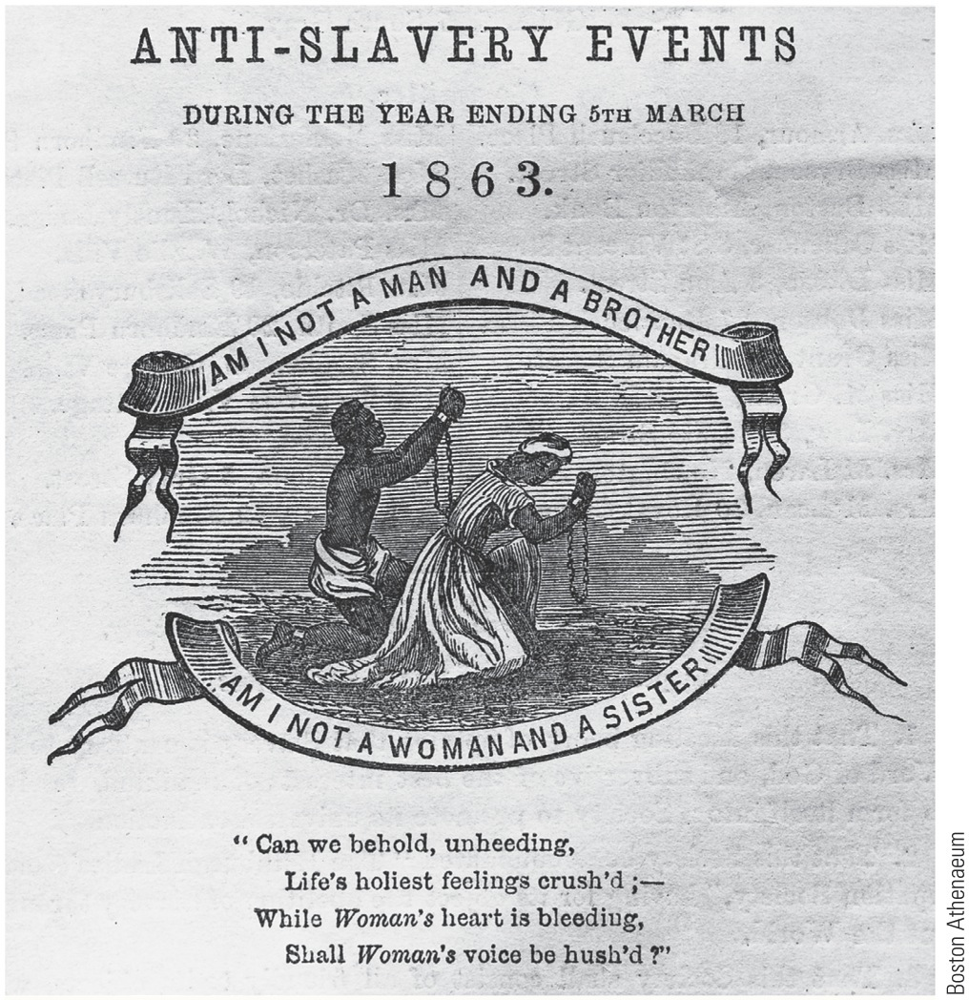 ANTI-SLAVERY EVENTS
DURING THE YEAR ENDING 5TH MARCH
1863.
AM I NOT A MAN AND A BROTHER
AM I NOT A WOMAN AND A SISTER
“ Can we behold, unheeding,
Life's holiest feelings crush'd ;—
While Woman's heart is bleeding,
Shall Woman's voice be hush'd ?”
Boston Athenaeum